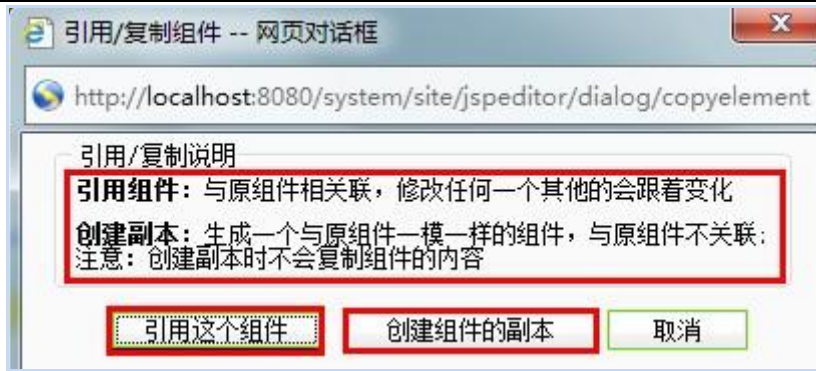 引用/复制组件 -- 网页对话框
http://localhost:8080/system/site/jspeditor/dialog/copyelement
引用/复制说明
引用组件：与原组件相关联，修改任何一个其他的会跟着变化
创建副本：生成一个与原组件一模一样的组件，与原组件不关联;
注意：创建副本时不会复制组件的内容
引用这个组件 创建组件的副本 取消